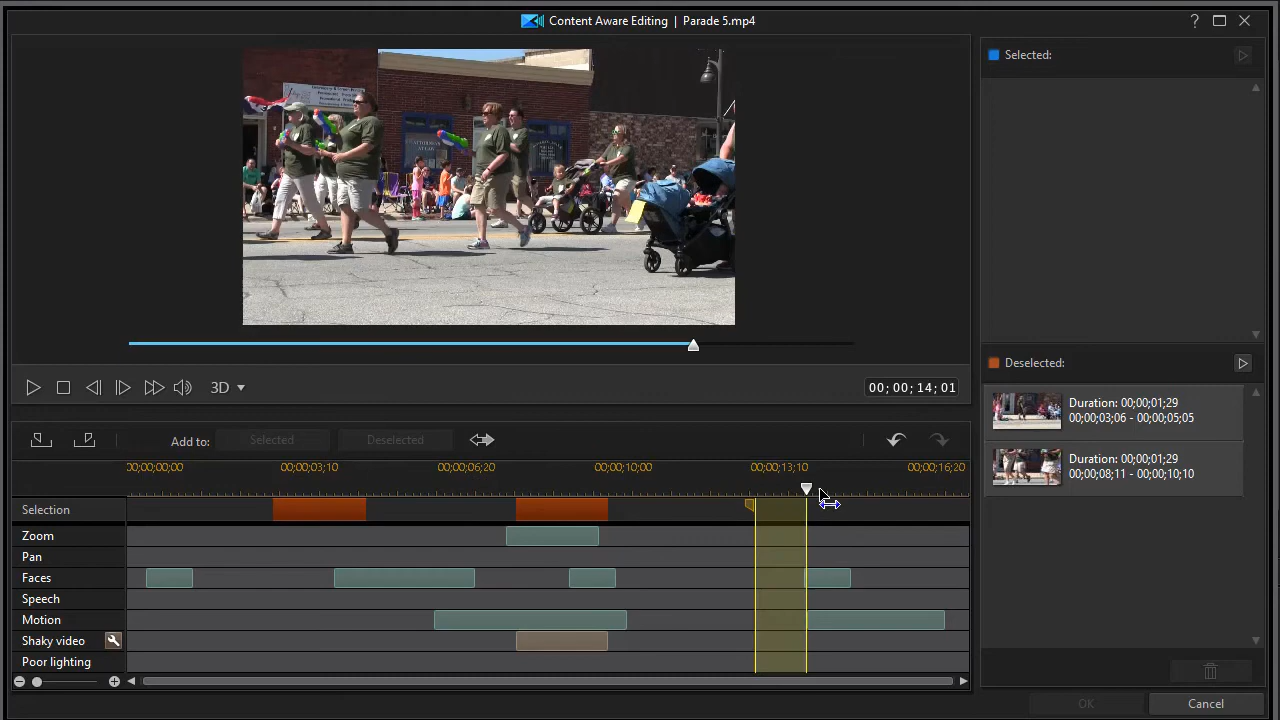 Content Aware Editing | Parade 5.mp4
?
Selected:
ATTORNEYS
AT LAW
3D
00; 00; 14; 01
Deselected:
Duration: 00;00;01;29
00;00;03;06 - 00;00;05;05
Duration: 00;00;01;29
00;00;08;11 - 00;00;10;10
Add to:
Selected
Deselected
00;00;00;00
00;00;03;10
00;00;06;20
00;00;10;00
00;00;13;10
00;00;16;20
Selection
Zoom
Pan
Faces
Speech
Motion
Shaky video
Poor lighting
OK
Cancel